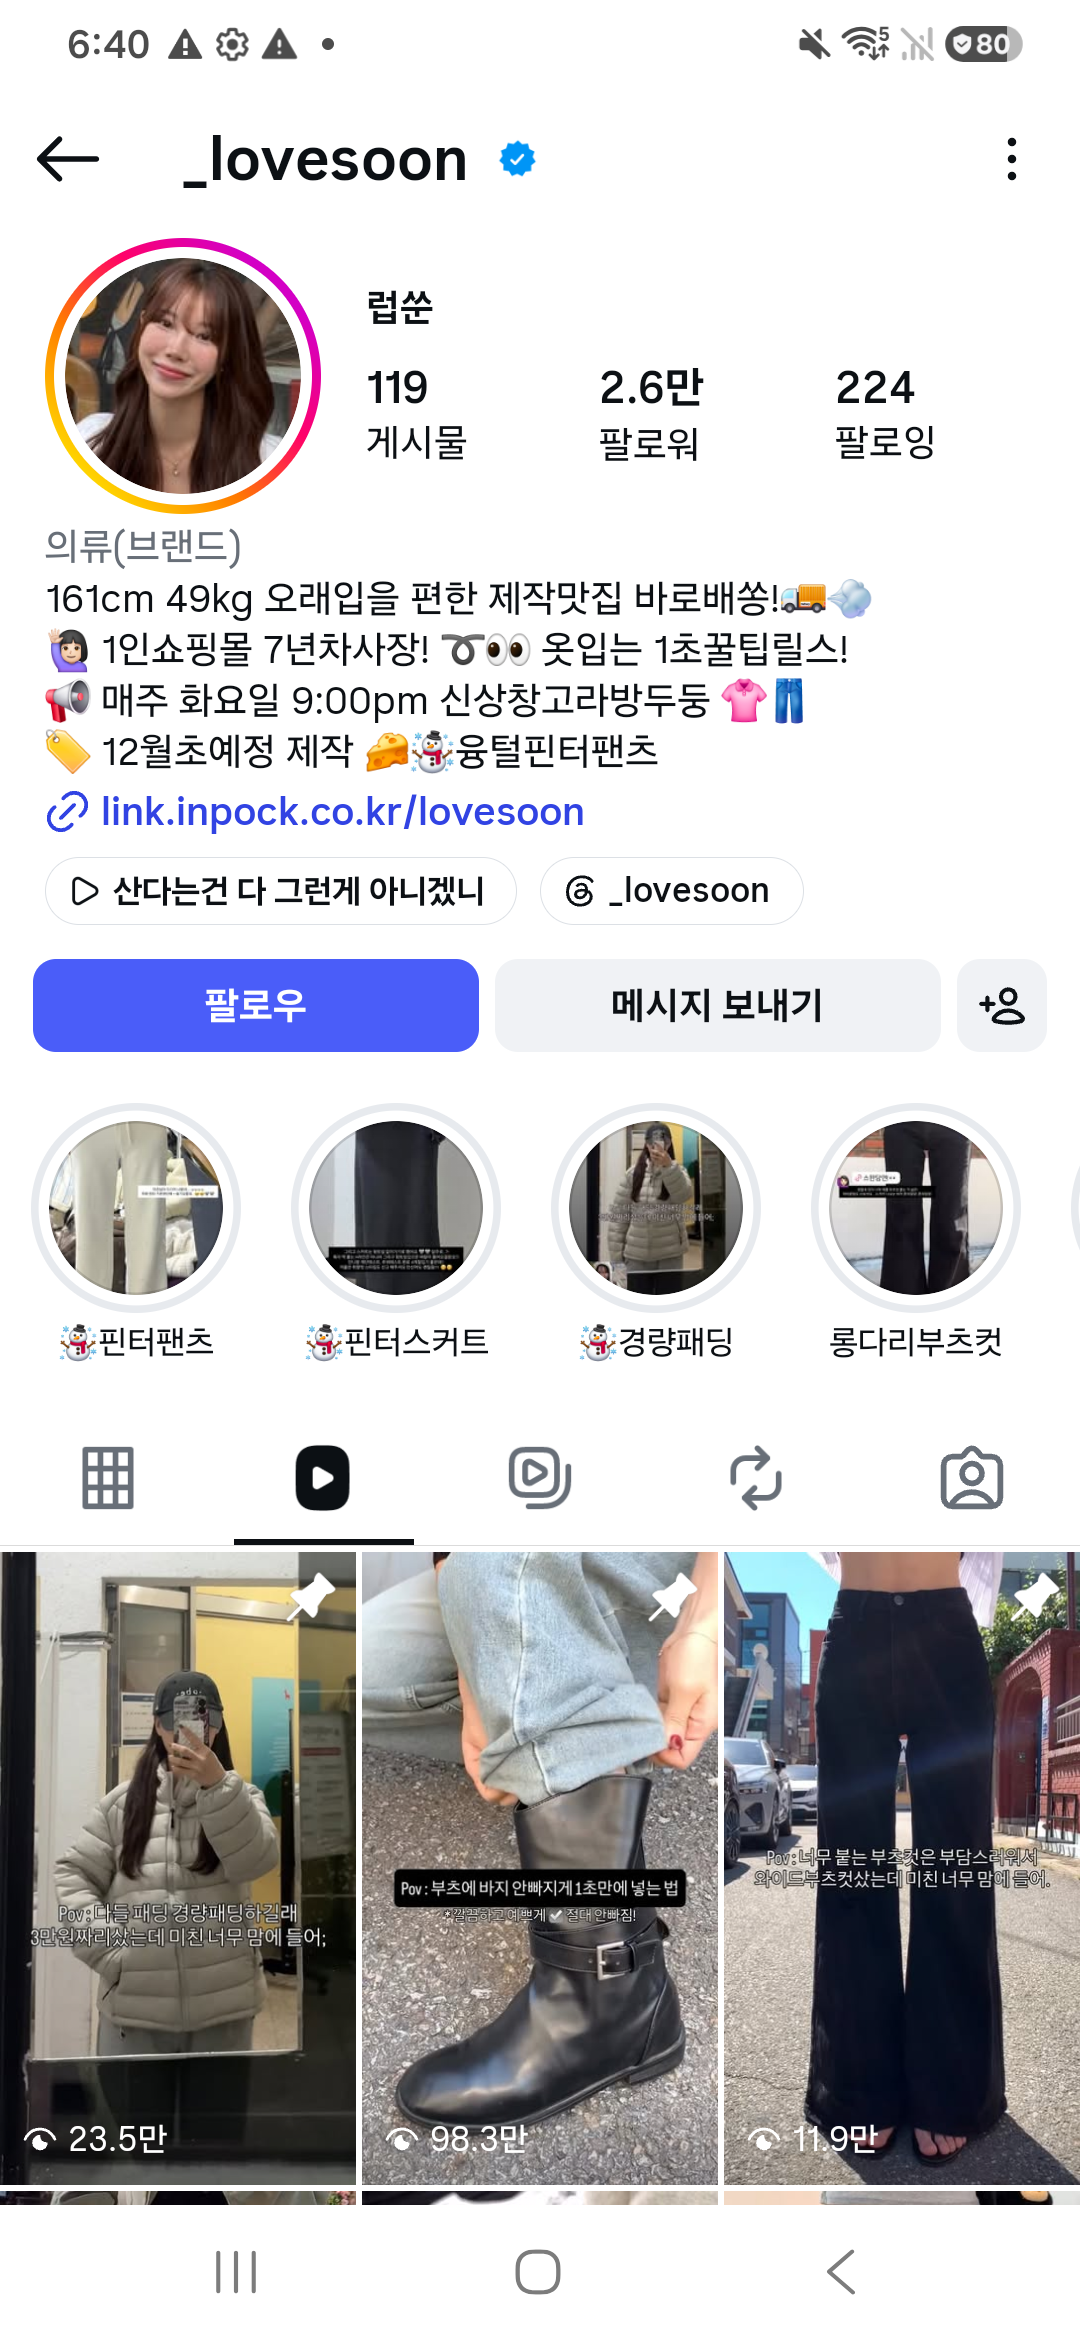 6:40
5
80
_lovesoon
럽쑨
119
2.6만
224
게시물
팔로워
팔로잉
의류(브랜드)
161cm 49kg 오래입을 편한 제작맛집 바로배쏭!🚚💨
🙋🏻‍♀️ 1인쇼핑몰 7년차사장! ➰👀 옷입는 1초꿀팁릴스!
📢 매주 화요일 9:00pm 신상창고라방두둥 👚👖
🏷️ 12월초예정 제작 🧀☃️융털핀터팬츠
link.inpock.co.kr/lovesoon
산다는건 다 그런게 아니겠니
_lovesoon
팔로우
메시지 보내기
☃️핀터팬츠
☃️핀터스커트
☃️경량패딩
롱다리부츠컷
Pov : 다들 패딩 경량패딩하길래
3만원짜리샀는데 미친 너무 맘에 들어;
Pov : 부츠에 바지 안빠지게 1초만에 넣는 법
*깔끔하고 예쁘게 ✔ 절대 안빠짐!
Pov : 너무 붙는 부츠컷은 부담스러워서
와이드부츠컷샀는데 미친 너무 맘에 들어.
23.5만
98.3만
11.9만